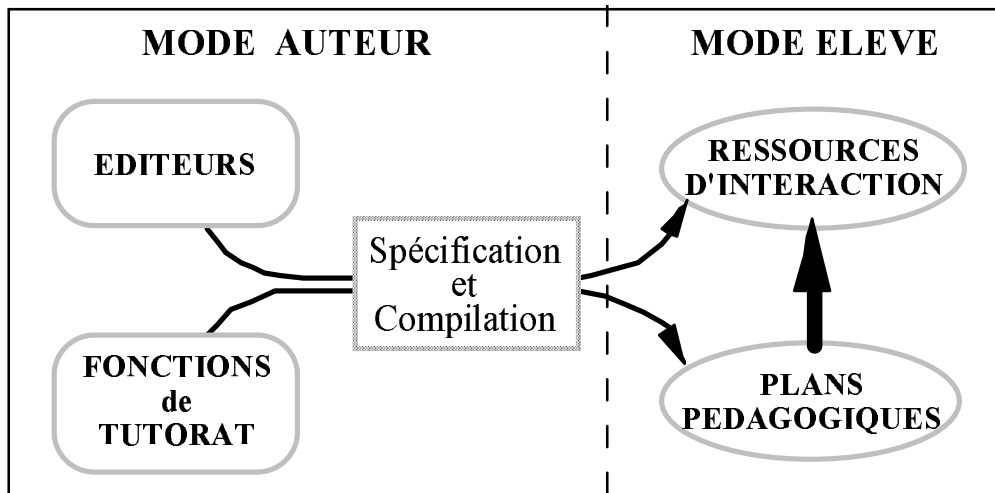 MODE AUTEUR
MODE ELEVE
EDITEURS
RESSOURCES
D'INTERACTION
Spécification
et
Compilation
FONCTIONS
de
TUTORAT
PLANS
PEDAGOGIQUES